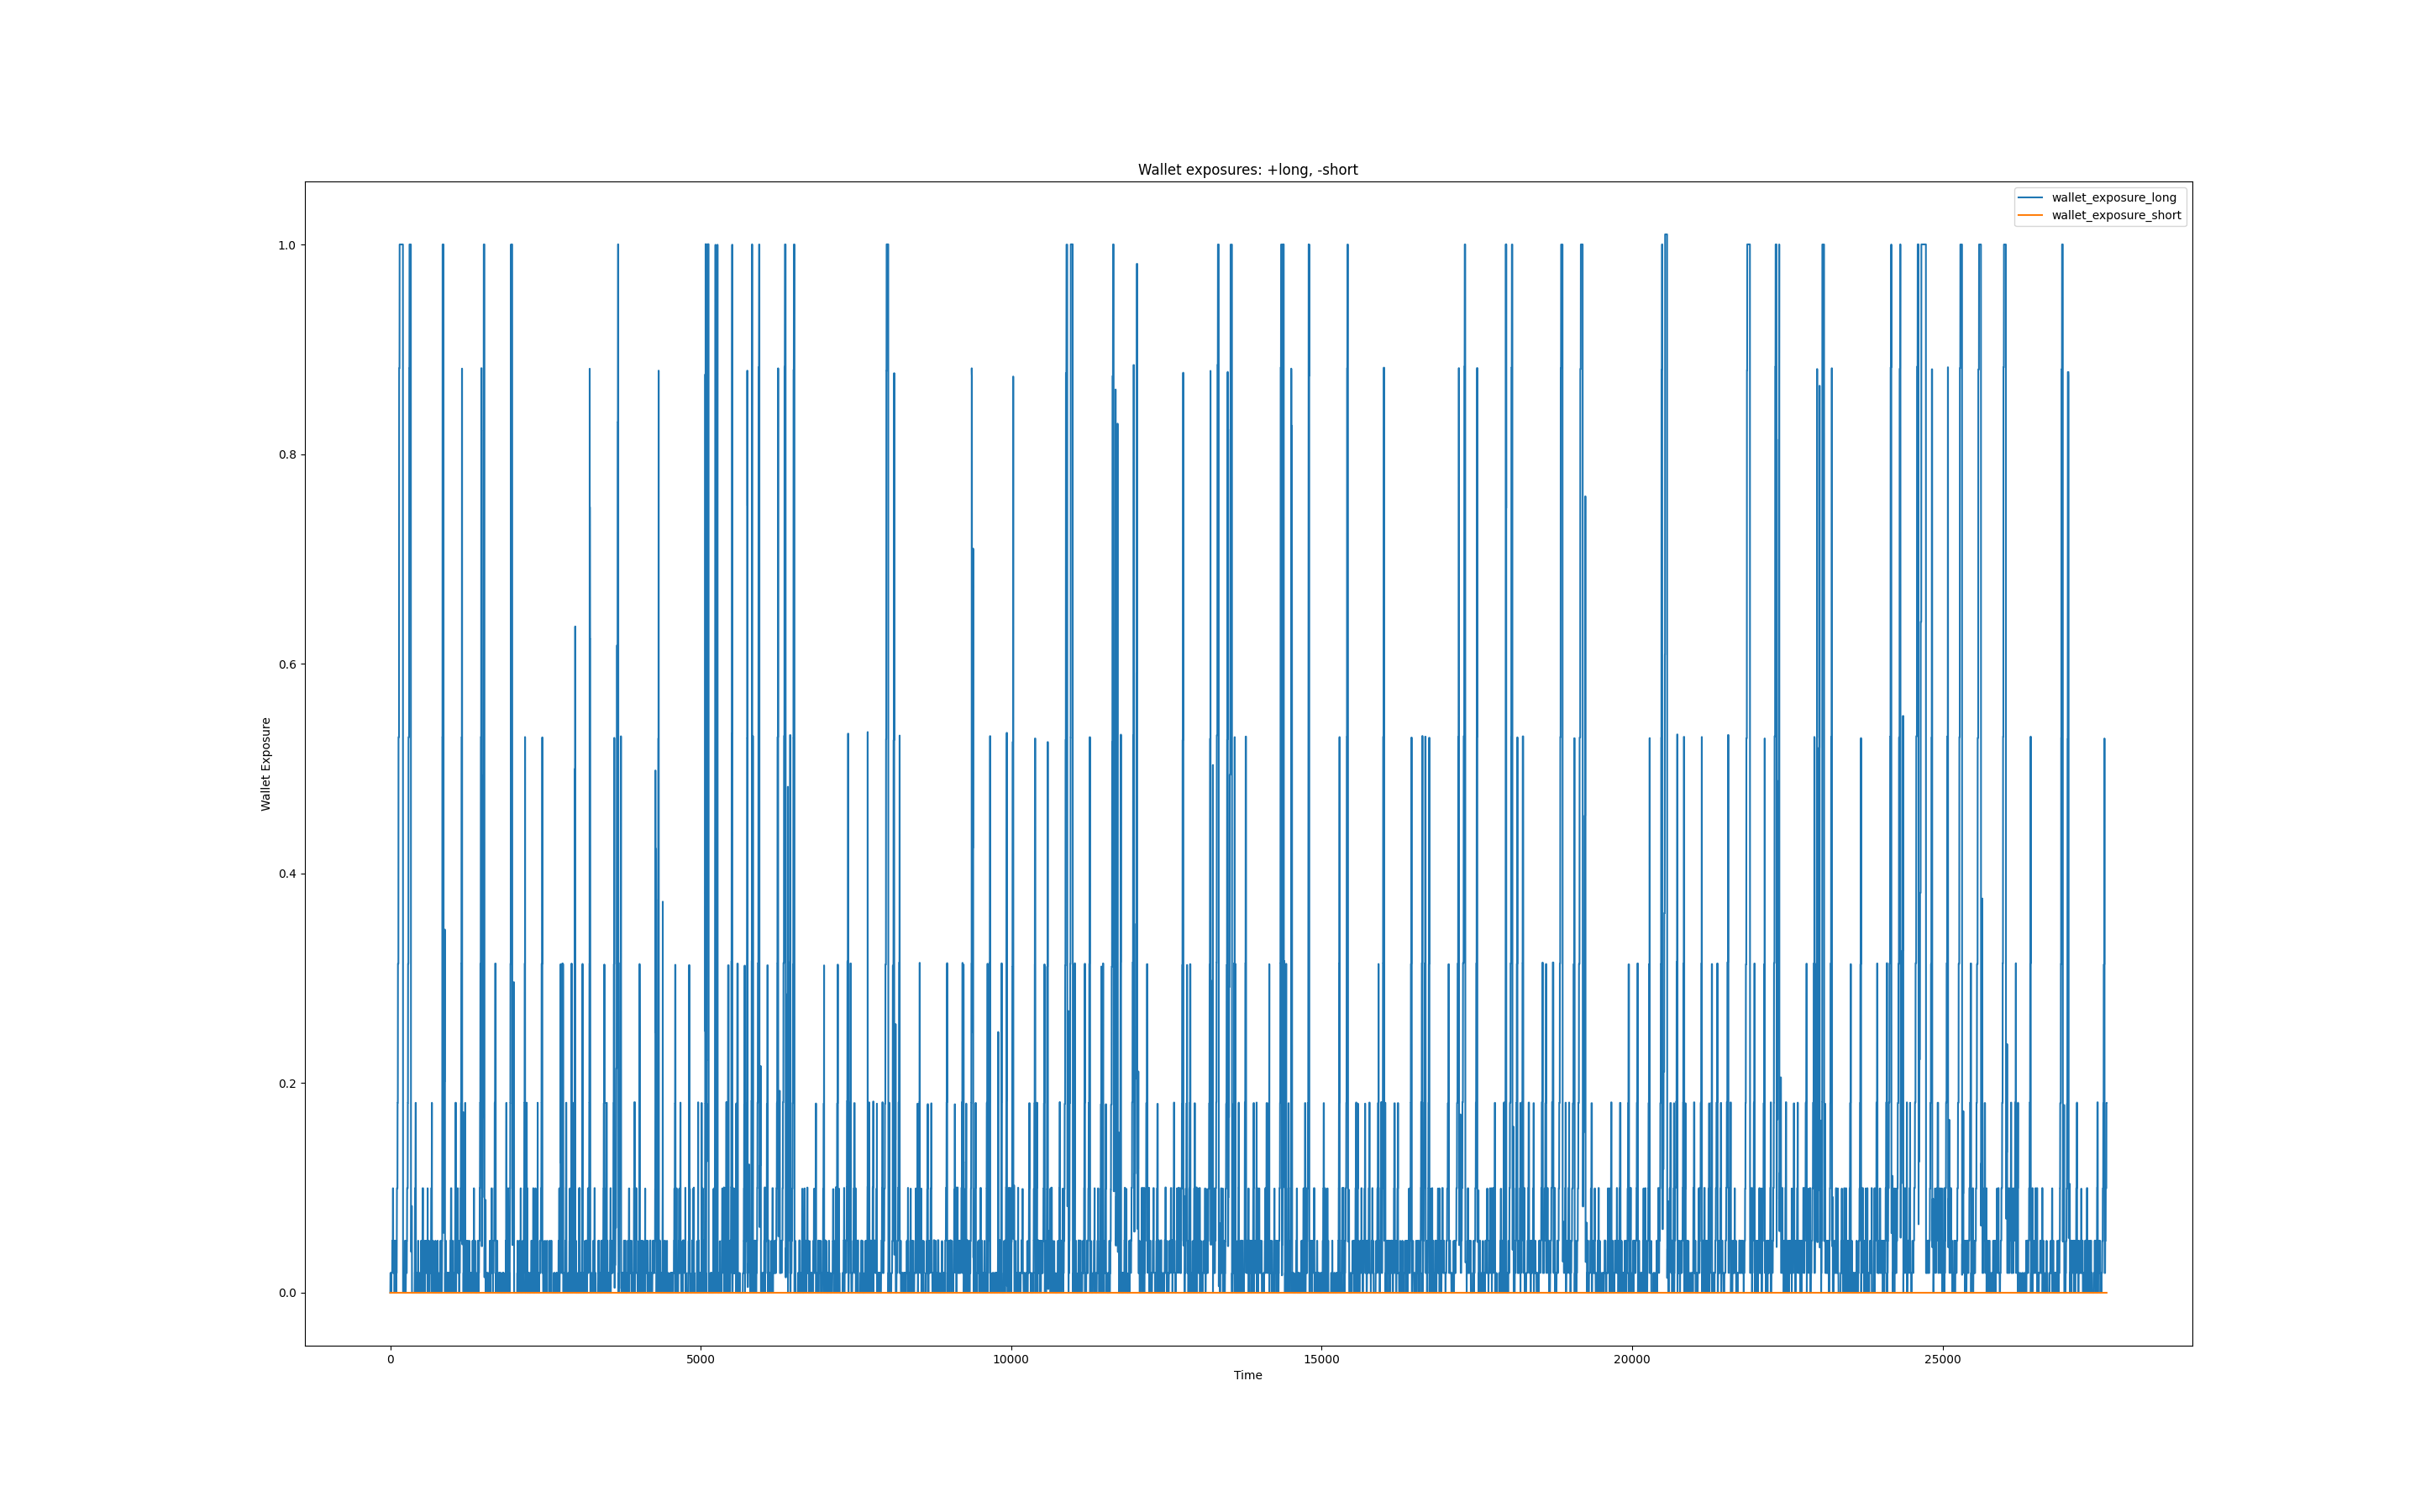 Wallet exposures: +long, -short
wallet_exposure_long
wallet_exposure_short
1.0
0.8
0.6
0.4
0.2
0.0
Wallet Exposure
0 5000 10000 15000 20000 25000
Time